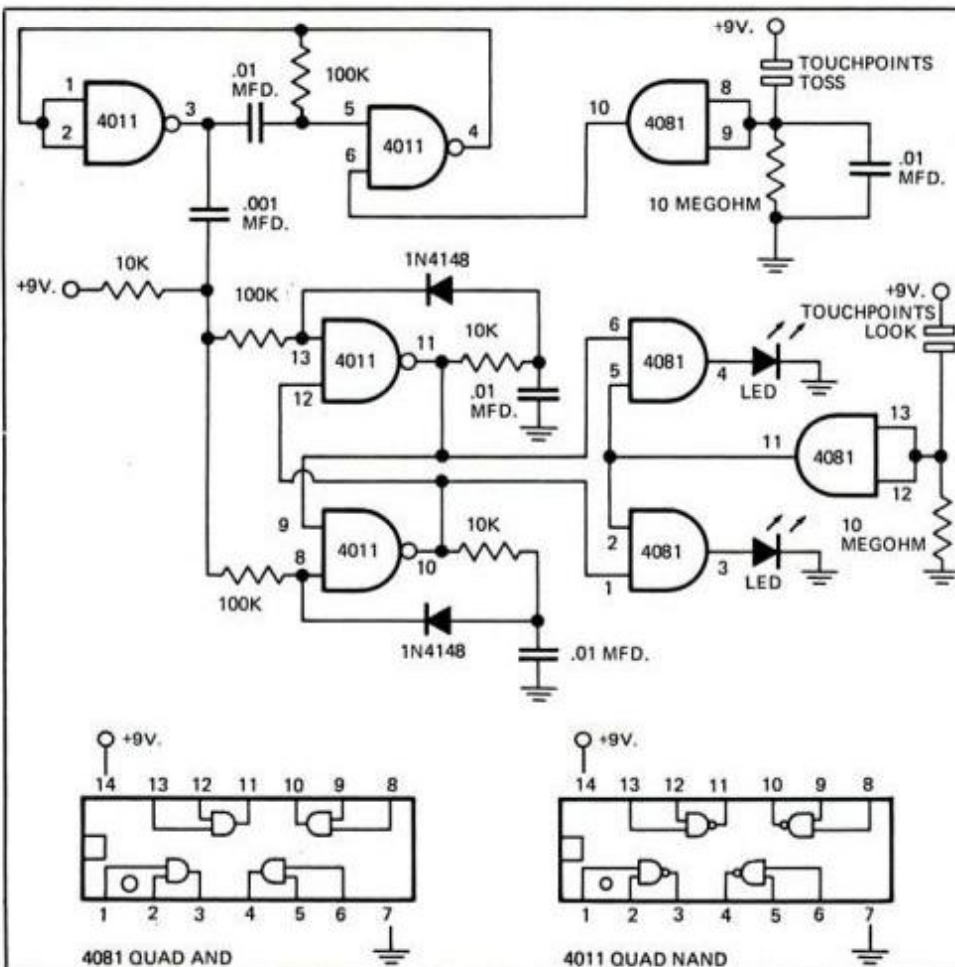 +9V.
TOUCHPOINTS
TOSS
.01
MFD.
100K
1
2
4011
3
5
6
4011
4
10
4081
8
9
10 MEGOHM
.01
MFD.
.001
MFD.
10K
+9V.
100K
1N4148
13
12
4011
11
10K
.01
MFD.
6
5
4081
4
LED
+9V.
TOUCHPOINTS
LOOK
11
4081
13
12
9
8
4011
10
10K
100K
1N4148
.01 MFD.
2
1
4081
3
LED
10
MEGOHM
+9V.
14 13 12 11 10 9 8
1 2 3 4 5 6 7
4081 QUAD AND
+9V.
14 13 12 11 10 9 8
1 2 3 4 5 6 7
4011 QUAD NAND